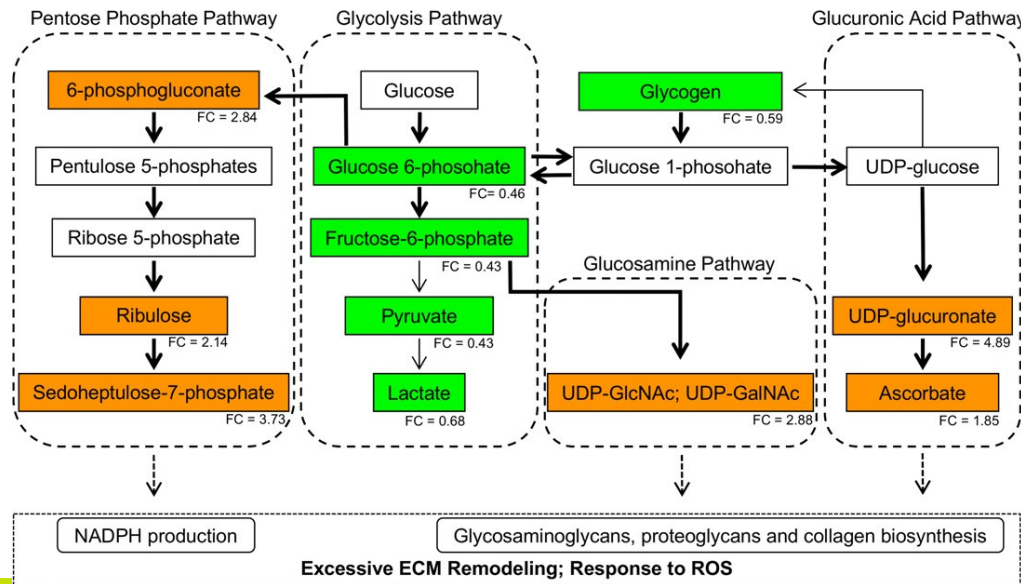 Pentose Phosphate Pathway
Glycolysis Pathway
Glucuronic Acid Pathway
6-phosphogluconate
FC = 2.84
Glucose
Glycogen
FC = 0.59
Pentulose 5-phosphates
Glucose 6-phosohate
FC= 0.46
Glucose 1-phosohate
UDP-glucose
Ribose 5-phosphate
Fructose-6-phosphate
FC = 0.43
Glucosamine Pathway
Ribulose
FC = 2.14
Pyruvate
FC = 0.43
UDP-glucuronate
FC = 4.89
Sedoheptulose-7-phosphate
FC = 3.73
Lactate
FC = 0.68
UDP-GlcNAc; UDP-GalNAc
FC = 2.88
Ascorbate
FC = 1.85
NADPH production
Glycosaminoglycans, proteoglycans and collagen biosynthesis
Excessive ECM Remodeling; Response to ROS